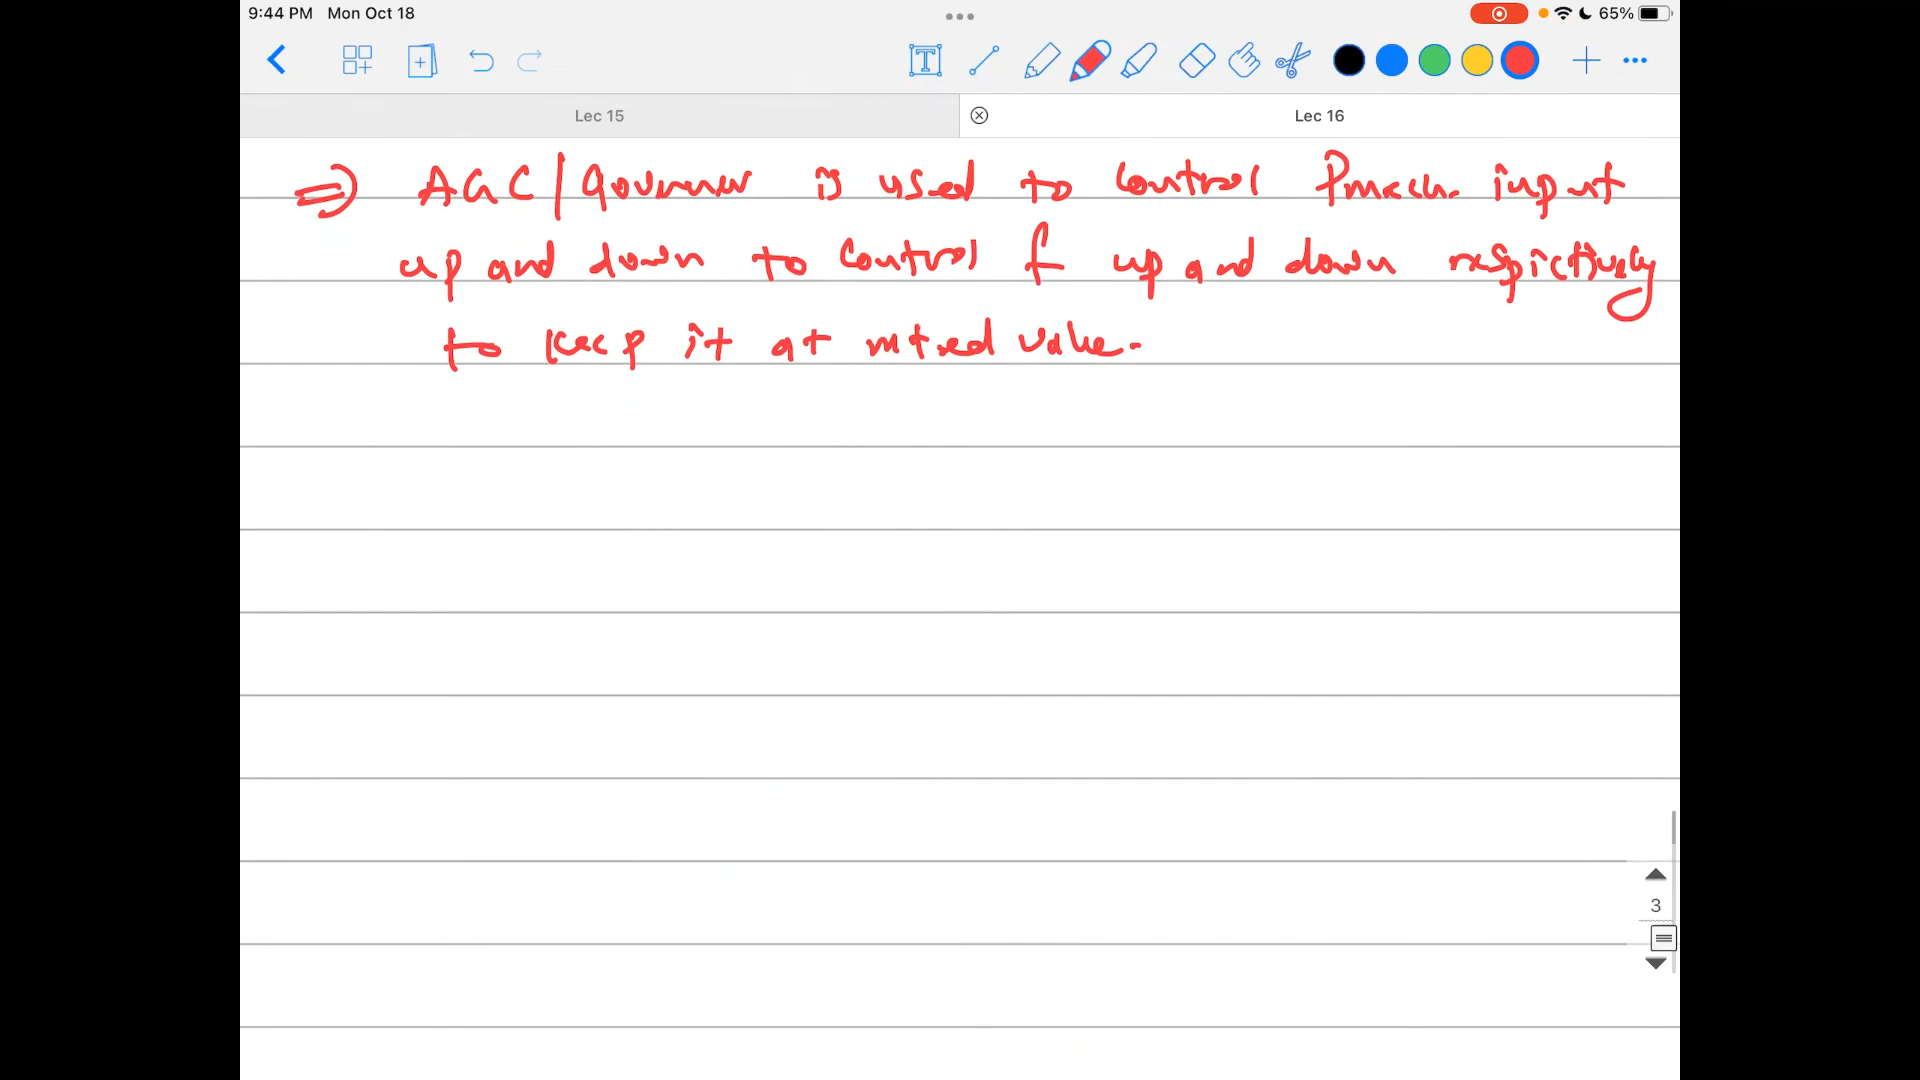 9:44 PM Mon Oct 18 65%
Lec 15 Lec 16
⇒ AGC/Governer is used to control Pmech. input
up and down to control f up and down respectively
to keep it at rated value.
3